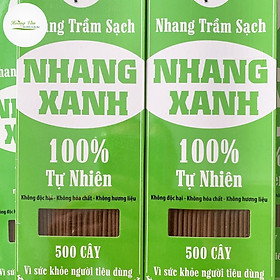 Nhang Trầm Sạch
NHANG
XANH
100%
Tự Nhiên
Không độc hại - Không hóa chất - Không hương liệu
500 CÂY
Vì sức khỏe người tiêu dùng
Nhang Trầm Sạch
NHANG
XANH
100%
Tự Nhiên
Không độc hại - Không hóa chất - Không hương liệu
500 CÂY
Vì sức khỏe người tiêu dùng